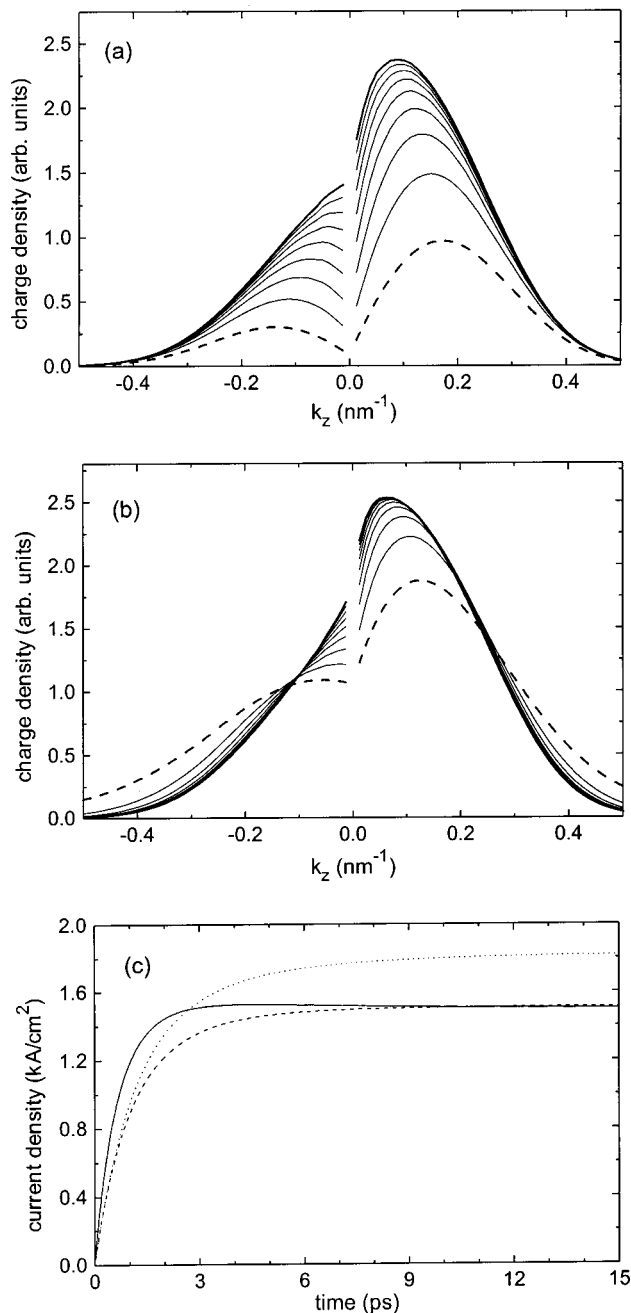 (a)
charge density (arb. units)
2.5
2.0
1.5
1.0
0.5
0.0
-0.4 -0.2 0.0 0.2 0.4
k_z (nm^-1)
(b)
charge density (arb. units)
2.5
2.0
1.5
1.0
0.5
0.0
-0.4 -0.2 0.0 0.2 0.4
k_z (nm^-1)
(c)
current density (kA/cm^2)
2.0
1.6
1.2
0.8
0.4
0.0
0 3 6 9 12 15
time (ps)